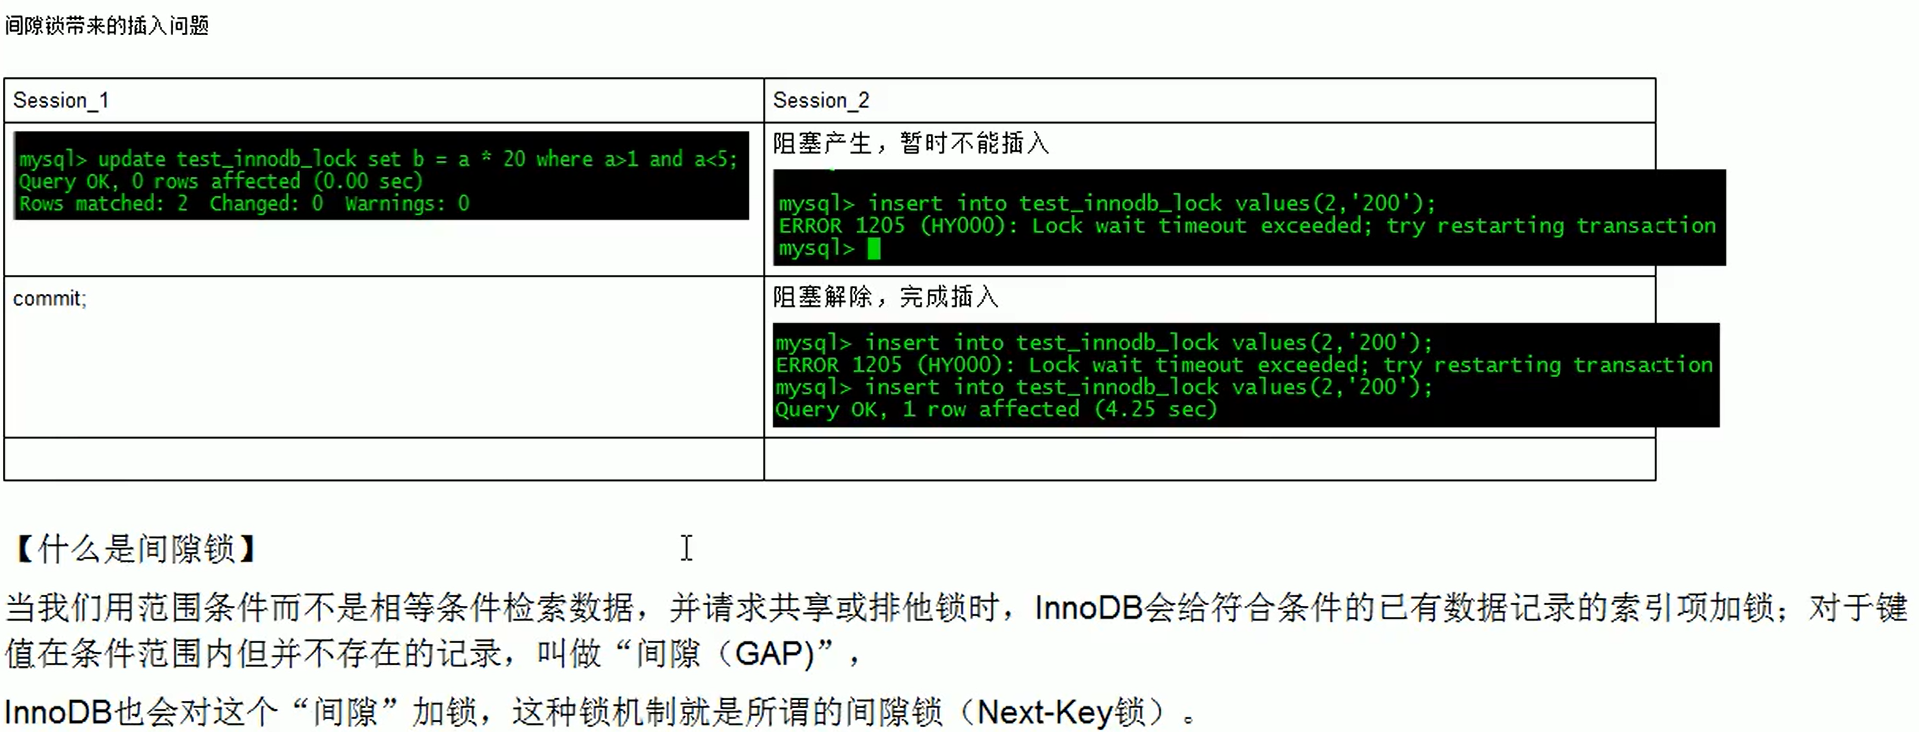 间隙锁带来的插入问题
Session_1
Session_2
mysql> update test_innodb_lock set b = a * 20 where a>1 and a<5;
Query OK, 0 rows affected (0.00 sec)
Rows matched: 2  Changed: 0  Warnings: 0
阻塞产生，暂时不能插入
mysql> insert into test_innodb_lock values(2,'200');
ERROR 1205 (HY000): Lock wait timeout exceeded; try restarting transaction
mysql>
commit;
阻塞解除，完成插入
mysql> insert into test_innodb_lock values(2,'200');
ERROR 1205 (HY000): Lock wait timeout exceeded; try restarting transaction
mysql> insert into test_innodb_lock values(2,'200');
Query OK, 1 row affected (4.25 sec)
【什么是间隙锁】
当我们用范围条件而不是相等条件检索数据，并请求共享或排他锁时，InnoDB会给符合条件的已有数据记录的索引项加锁；对于键
值在条件范围内但并不存在的记录，叫做“间隙（GAP)”，
InnoDB也会对这个“间隙”加锁，这种锁机制就是所谓的间隙锁（Next-Key锁）。